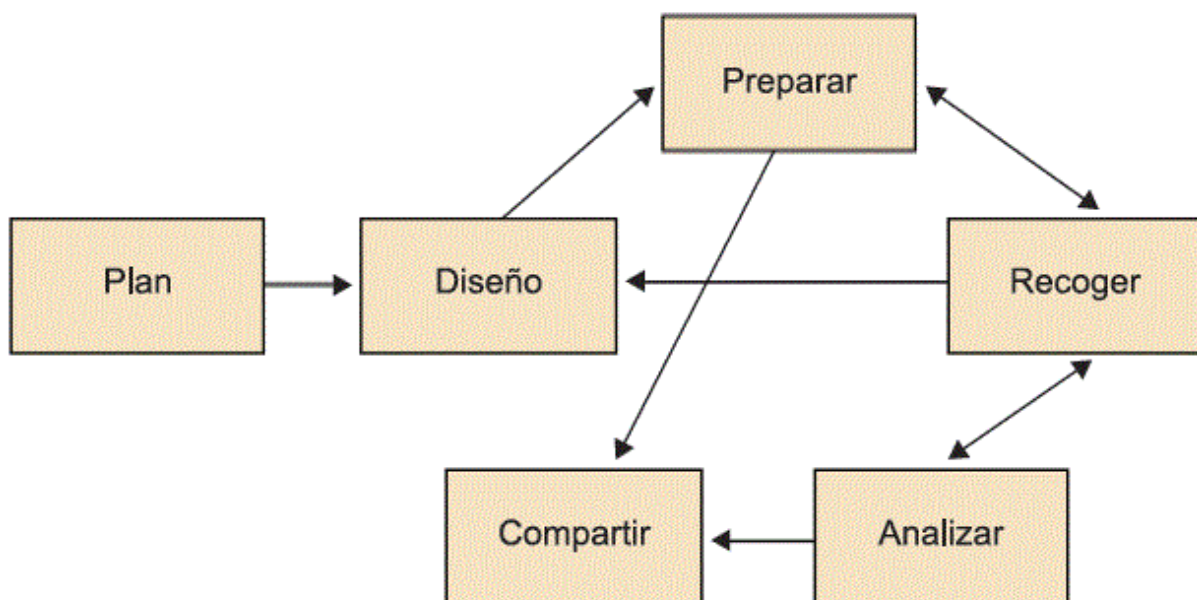 Preparar
Plan
Diseño
Recoger
Compartir
Analizar